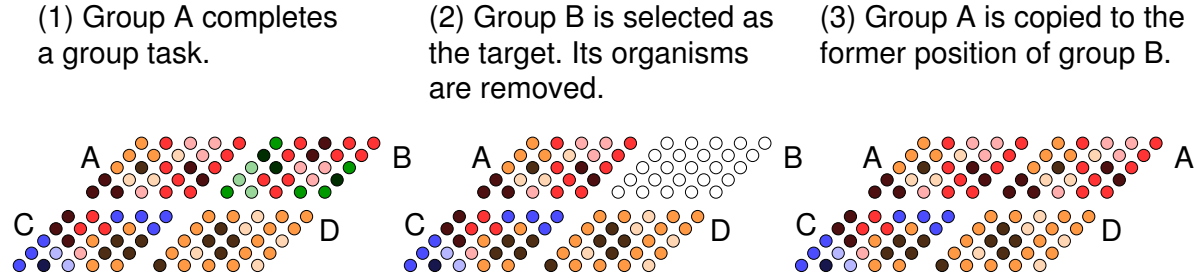 (1) Group A completes
a group task.
(2) Group B is selected as
the target. Its organisms
are removed.
(3) Group A is copied to the
former position of group B.
A
B
C
D
A
B
C
D
A
A
C
D